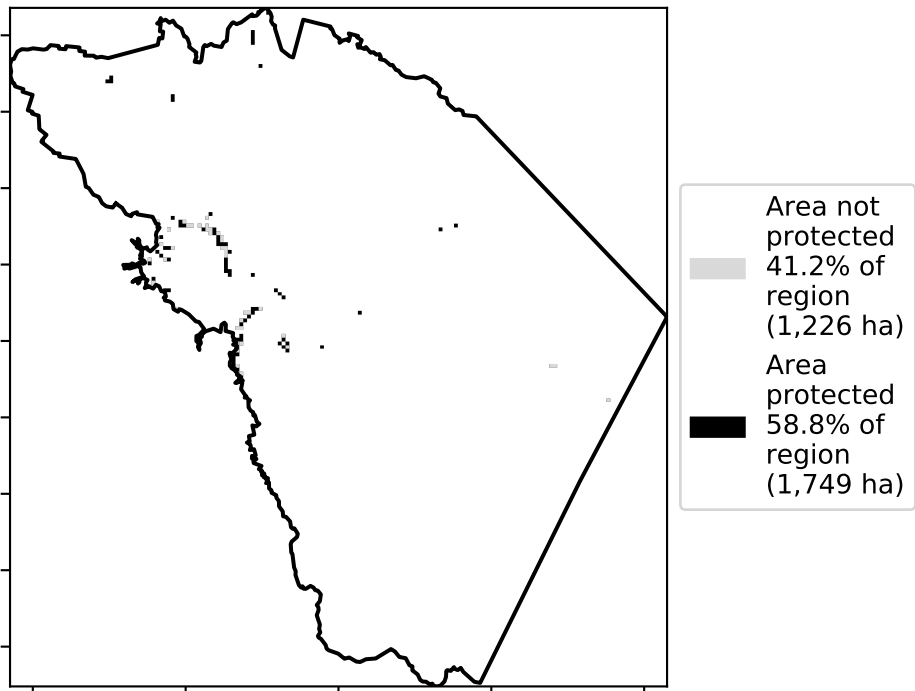 Area not
protected
41.2% of
region
(1,226 ha)
Area
protected
58.8% of
region
(1,749 ha)